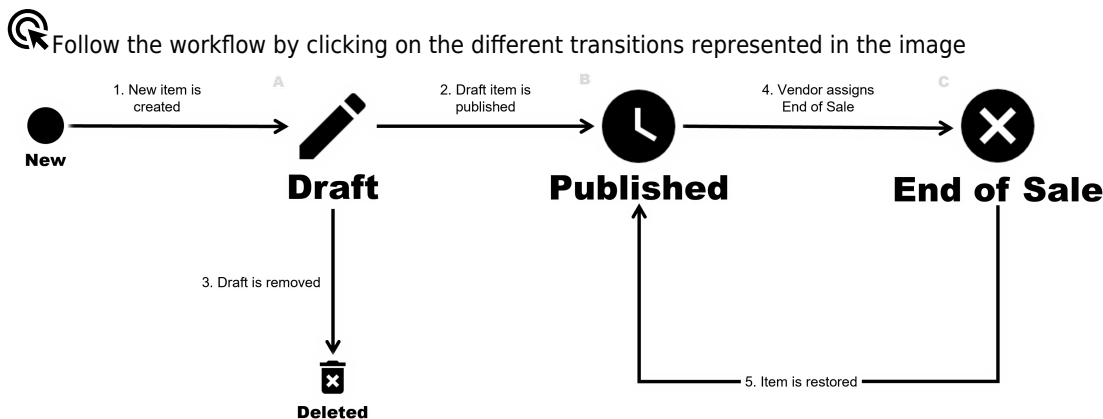 Follow the workflow by clicking on the different transitions represented in the image
1. New item is
created
A
2. Draft item is
published
B
4. Vendor assigns
End of Sale
C
New
Draft
Published
End of Sale
3. Draft is removed
5. Item is restored
Deleted